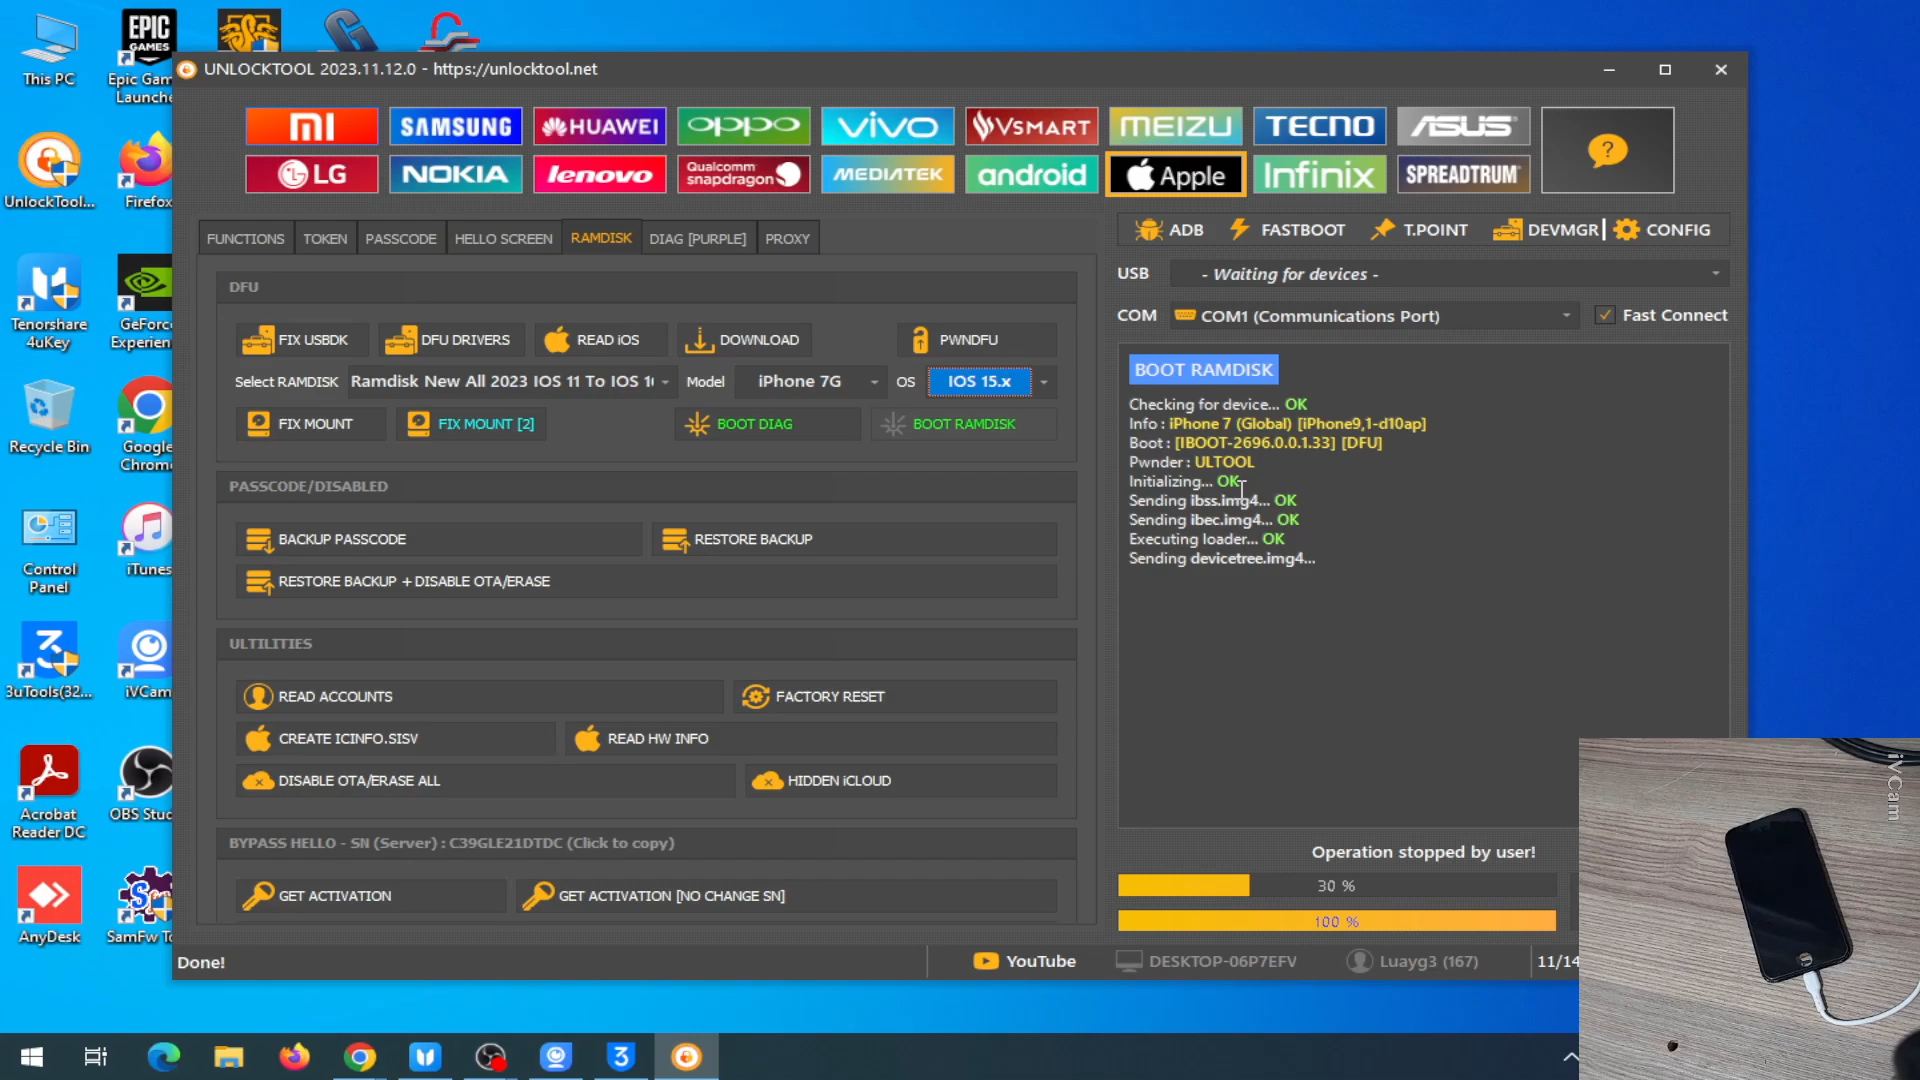 This PC
EPIC GAMES
Epic Gam
Launche
UnlockTool...
Firefox
Tenorshare
4uKey
GeForc
Experien
Recycle Bin
Google
Chrome
Control
Panel
iTunes
3uTools(32...
iVCam
Acrobat
Reader DC
OBS Stud
AnyDesk
SamFw To
UNLOCKTOOL 2023.11.12.0 - https://unlocktool.net
MI SAMSUNG HUAWEI OPPO VIVO VSMART MEIZU TECNO ASUS ?
LG NOKIA lenovo Qualcomm snapdragon MEDIATEK android Apple Infinix SPREADTRUM
FUNCTIONS TOKEN PASSCODE HELLO SCREEN RAMDISK DIAG [PURPLE] PROXY
DFU
FIX USBDK DFU DRIVERS READ iOS DOWNLOAD PWNDFU
Select RAMDISK Ramdisk New All 2023 IOS 11 To IOS 1 Model iPhone 7G OS IOS 15.x
FIX MOUNT FIX MOUNT [2] BOOT DIAG BOOT RAMDISK
PASSCODE/DISABLED
BACKUP PASSCODE RESTORE BACKUP
RESTORE BACKUP + DISABLE OTA/ERASE
ULTILITIES
READ ACCOUNTS FACTORY RESET
CREATE ICINFO.SISV READ HW INFO
DISABLE OTA/ERASE ALL HIDDEN iCLOUD
BYPASS HELLO - SN (Server) : C39GLE21DTDC (Click to copy)
GET ACTIVATION GET ACTIVATION [NO CHANGE SN]
ADB FASTBOOT T.POINT DEVMGR CONFIG
USB - Waiting for devices -
COM COM1 (Communications Port) Fast Connect
BOOT RAMDISK
Checking for device... OK
Info : iPhone 7 (Global) [iPhone9,1-d10ap]
Boot : [IBOOT-2696.0.0.1.33] [DFU]
Pwnder : ULTOOL
Initializing... OK
Sending ibss.img4... OK
Sending ibec.img4... OK
Executing loader... OK
Sending devicetree.img4...
Operation stopped by user!
30 %
100 %
Done! YouTube DESKTOP-06P7EFV Luayg3 (167) 11/14
iVCam